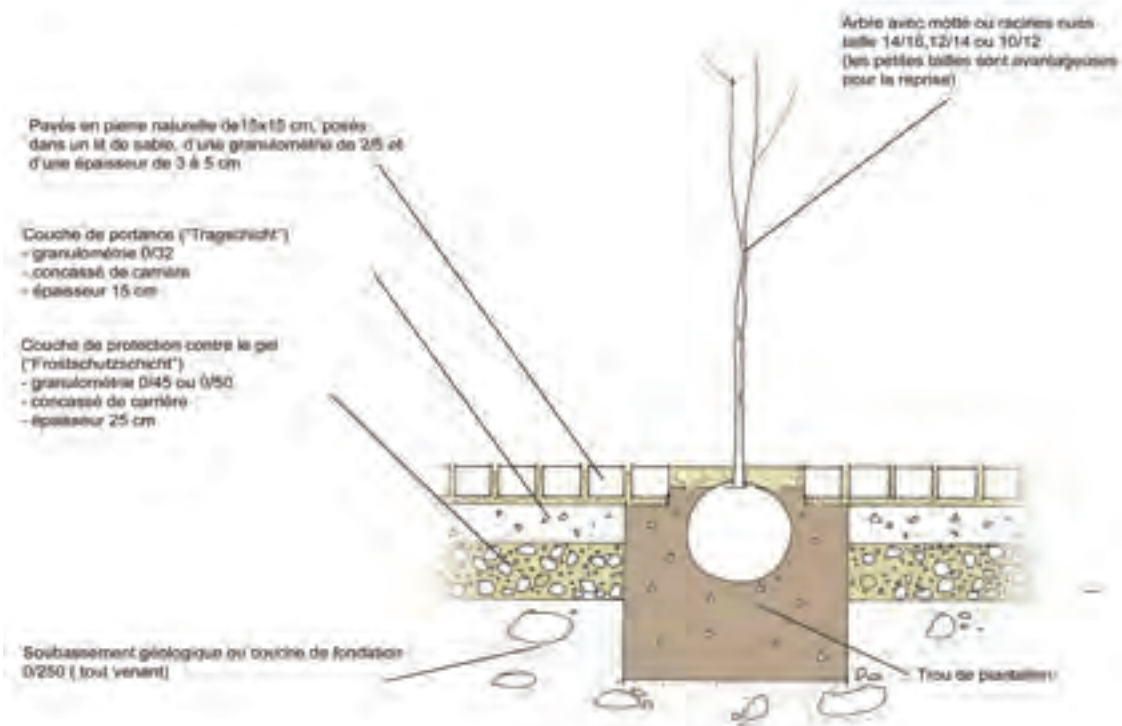 Arbre avec motte ou racines nues
taille 14/16,12/14 ou 10/12
(les petites tailles sont avantageuses
pour la reprise)
Pavés en pierre naturelle de15x15 cm, posés
dans un lit de sable, d'une granulométrie de 2/5 et
d'une épaisseur de 3 à 5 cm
Couche de portance ("Tragschicht")
- granulométrie 0/32
- concassé de carrière
- épaisseur 15 cm
Couche de protection contre le gel
("Frostschutzschicht")
- granulométrie 0/45 ou 0/50
- concassé de carrière
- épaisseur 25 cm
Soubassement géologique ou couche de fondation
0/250 ( tout venant)
Trou de plantation